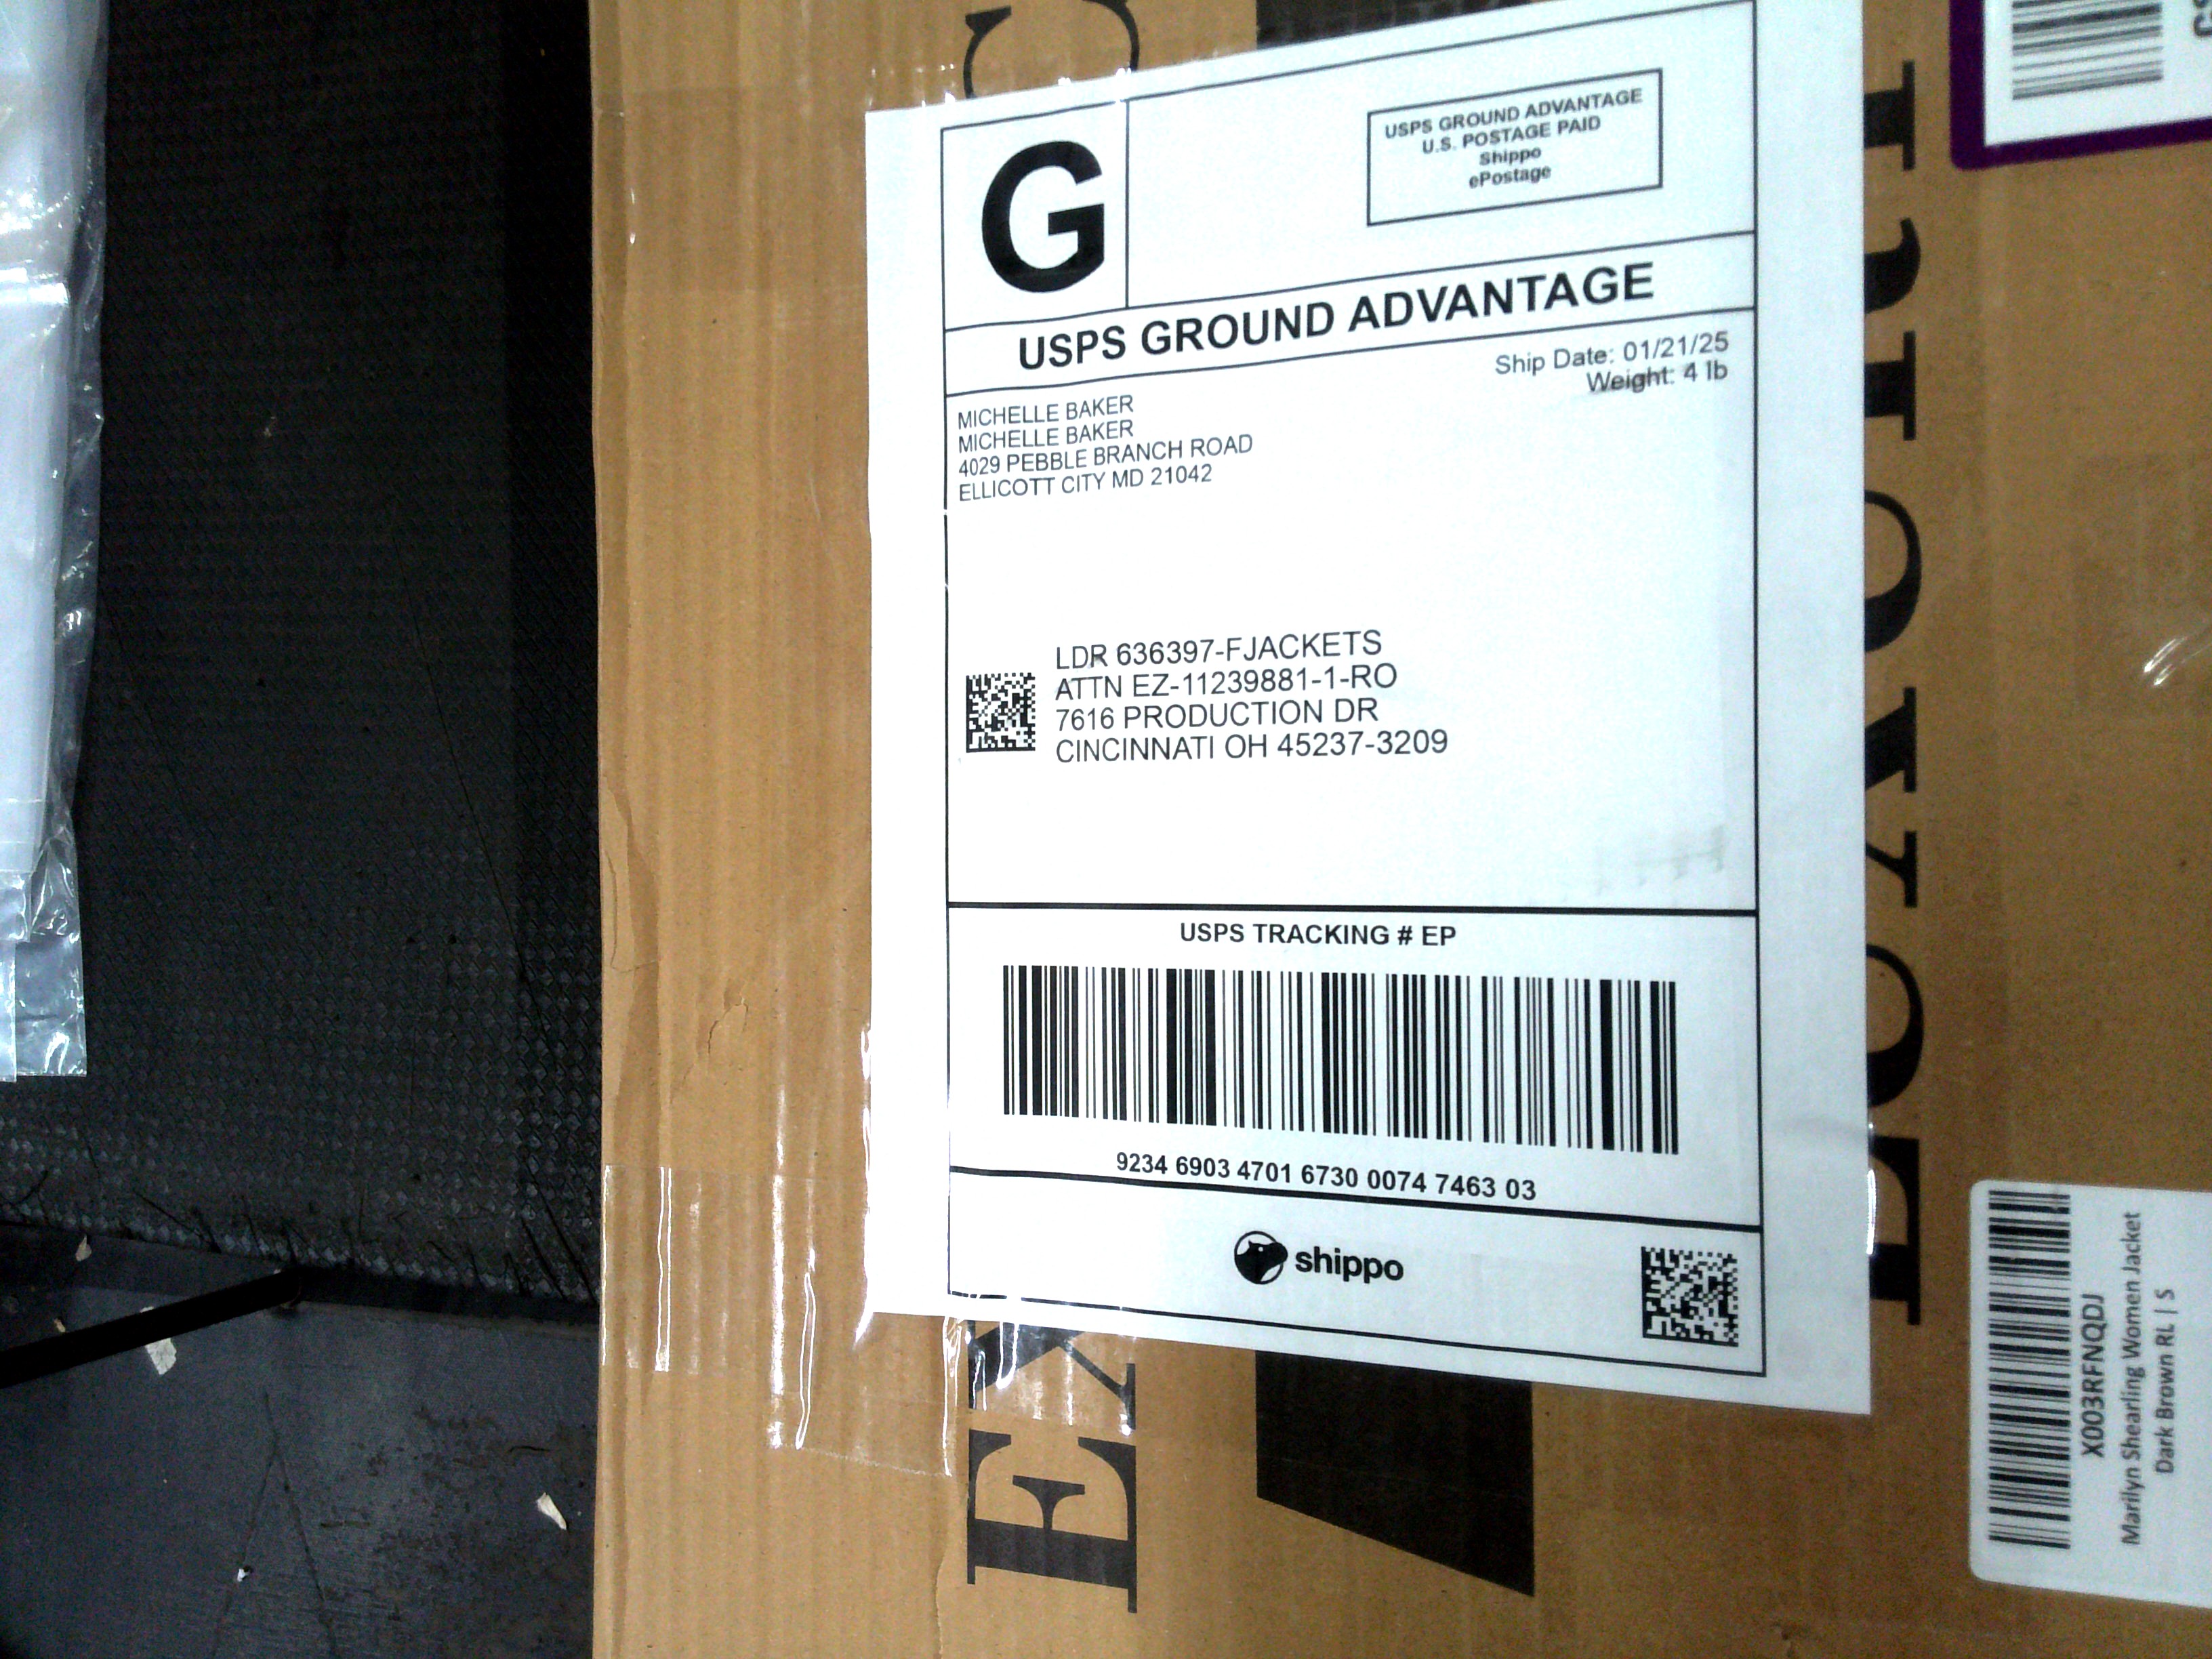 G
USPS GROUND ADVANTAGE
U.S. POSTAGE PAID
Shippo
ePostage
USPS GROUND ADVANTAGE
Ship Date: 01/21/25
Weight: 4 lb
MICHELLE BAKER
MICHELLE BAKER
4029 PEBBLE BRANCH ROAD
ELLICOTT CITY MD 21042
LDR 636397-FJACKETS
ATTN EZ-11239881-1-RO
7616 PRODUCTION DR
CINCINNATI OH 45237-3209
USPS TRACKING # EP
9234 6903 4701 6730 0074 7463 03
shippo
X003RFNQDJ
Marilyn Shearling Women Jacket
Dark Brown RL | S